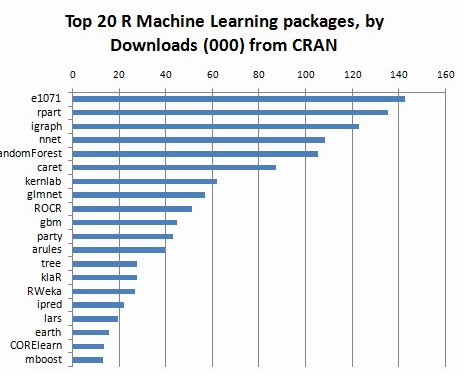 Top 20 R Machine Learning packages, by
Downloads (000) from CRAN
0 20 40 60 80 100 120 140 160
e1071
rpart
igraph
nnet
andomForest
caret
kernlab
glmnet
ROCR
gbm
party
arules
tree
klaR
RWeka
ipred
lars
earth
CORElearn
mboost